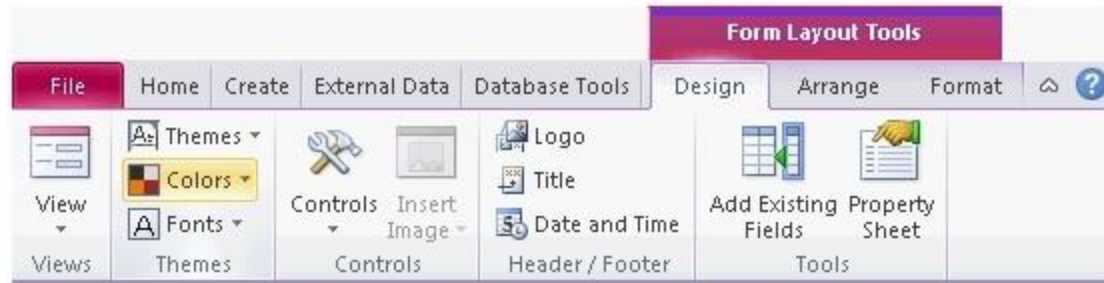 Form Layout Tools
File Home Create External Data Database Tools Design Arrange Format
View
Views
Themes
Colors
Fonts
Themes
Controls
Insert
Image
Controls
Logo
Title
Date and Time
Header / Footer
Add Existing
Fields
Property
Sheet
Tools